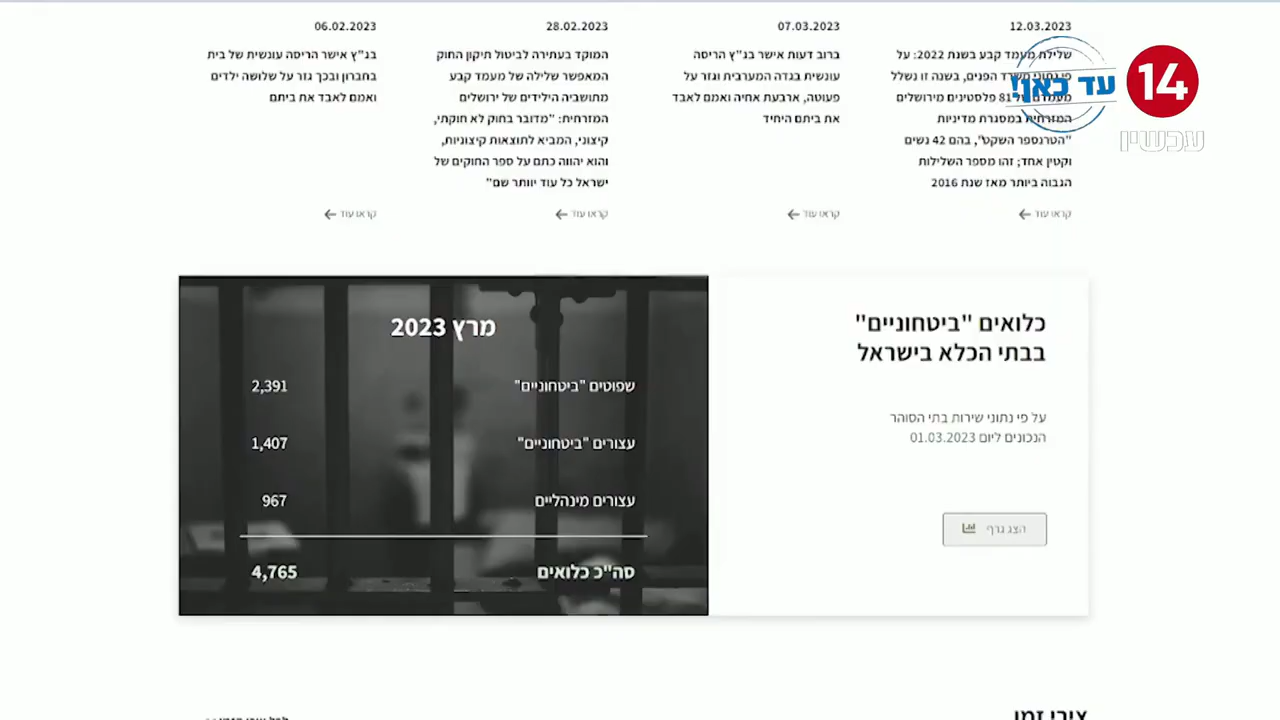 12.03.2023
שלילת מעמד קבע בשנת 2022: על
פי נתוני משרד הפנים, בשנה זו נשלל
מעמדם של 81 פלסטינים מירושלים
המזרחית במסגרת מדיניות
"הטרנספר השקט", בהם 42 נשים
וקטין אחד; זהו מספר השלילות
הגבוה ביותר מאז שנת 2016
קראו עוד
07.03.2023
ברוב דעות אישר בג"ץ הריסה
עונשית בגדה המערבית וגזר על
פעוטה, ארבעת אחיה ואמם לאבד
את ביתם היחיד
קראו עוד
28.02.2023
המוקד בעתירה לביטול תיקון החוק
המאפשר שלילה של מעמד קבע
מתושביה הילידים של ירושלים
המזרחית: "מדובר בחוק לא חוקתי,
קיצוני, המביא לתוצאות קיצוניות,
והוא יהווה כתם על ספר החוקים של
ישראל כל עוד יוותר שם"
קראו עוד
06.02.2023
בג"ץ אישר הריסה עונשית של בית
בחברון ובכך גזר על שלושה ילדים
ואמם לאבד את ביתם
קראו עוד
עד כאן!
14
עכשיו
כלואים "ביטחוניים"
בבתי הכלא בישראל
על פי נתוני שירות בתי הסוהר
הנכונים ליום 01.03.2023
הצג גרף
מרץ 2023
שפוטים "ביטחוניים" 2,391
עצורים "ביטחוניים" 1,407
עצורים מינהליים 967
סה"כ כלואים 4,765
צירי זמן